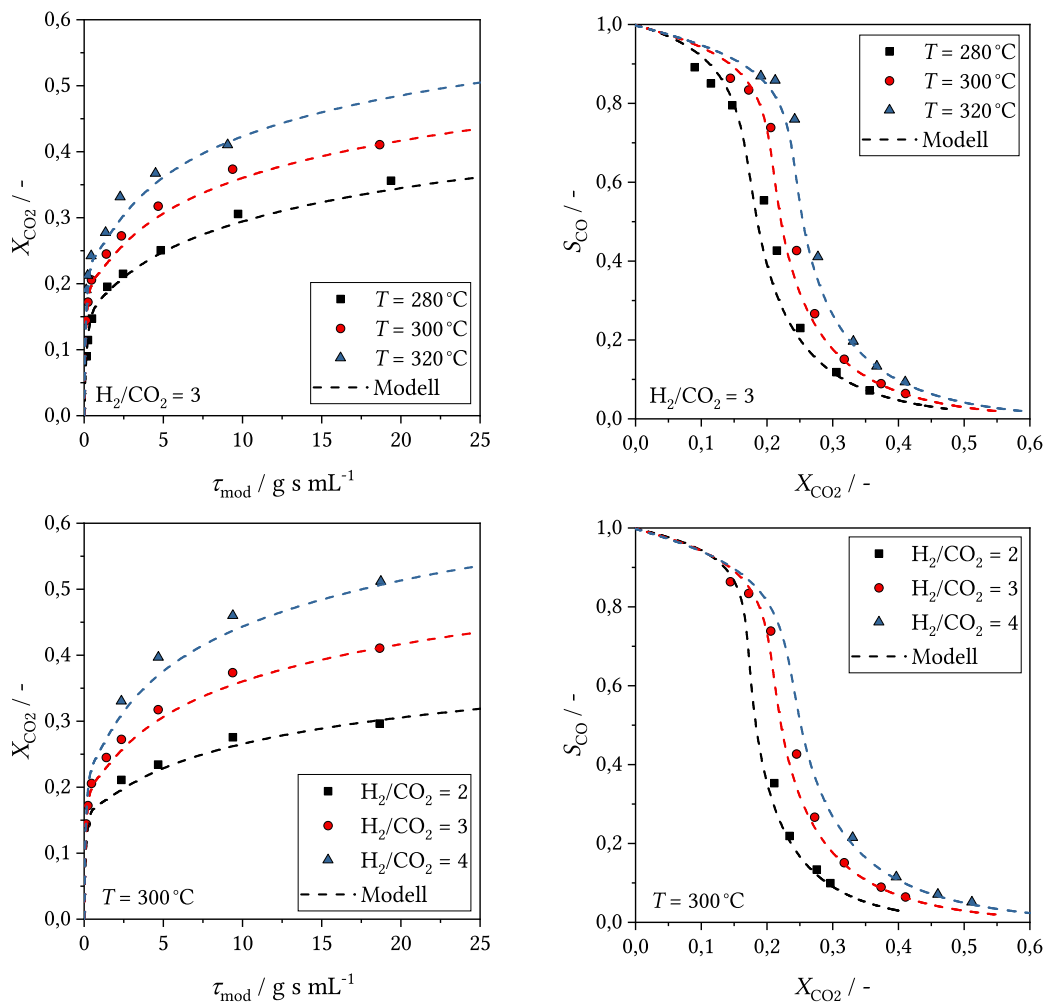 0,6
0,5
0,4
0,3
0,2
0,1
0,0
X_CO2 / -
T = 280 °C
T = 300 °C
T = 320 °C
Modell
H₂/CO₂ = 3
0 5 10 15 20 25
τ_mod / g s mL⁻¹
1,0
0,8
0,6
0,4
0,2
0,0
S_CO / -
T = 280 °C
T = 300 °C
T = 320 °C
Modell
H₂/CO₂ = 3
0,0 0,1 0,2 0,3 0,4 0,5 0,6
X_CO2 / -
0,6
0,5
0,4
0,3
0,2
0,1
0,0
X_CO2 / -
H₂/CO₂ = 2
H₂/CO₂ = 3
H₂/CO₂ = 4
Modell
T = 300 °C
0 5 10 15 20 25
τ_mod / g s mL⁻¹
1,0
0,8
0,6
0,4
0,2
0,0
S_CO / -
H₂/CO₂ = 2
H₂/CO₂ = 3
H₂/CO₂ = 4
Modell
T = 300 °C
0,0 0,1 0,2 0,3 0,4 0,5 0,6
X_CO2 / -